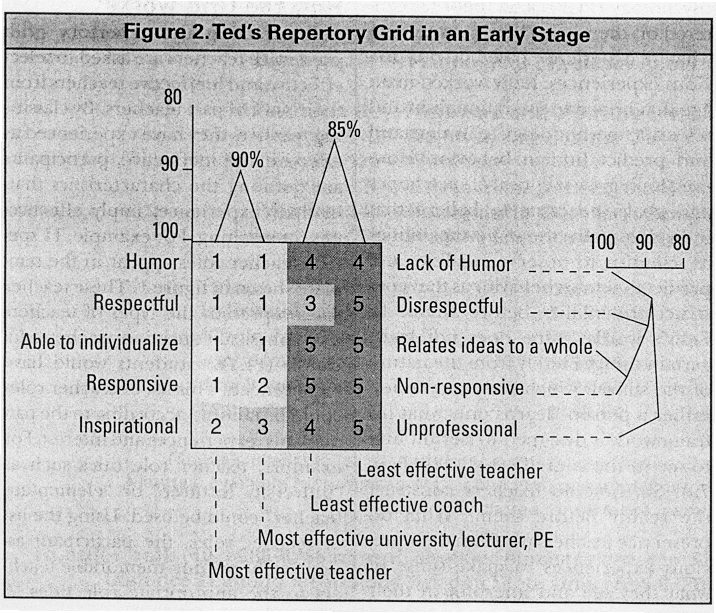 Figure 2. Ted's Repertory Grid in an Early Stage
80
85%
90
90%
100
100 90 80
Humor 1 1 4 4 Lack of Humor
Respectful 1 1 3 5 Disrespectful
Able to individualize 1 1 5 5 Relates ideas to a whole
Responsive 1 2 5 5 Non-responsive
Inspirational 2 3 4 5 Unprofessional
Least effective teacher
Least effective coach
Most effective university lecturer, PE
Most effective teacher